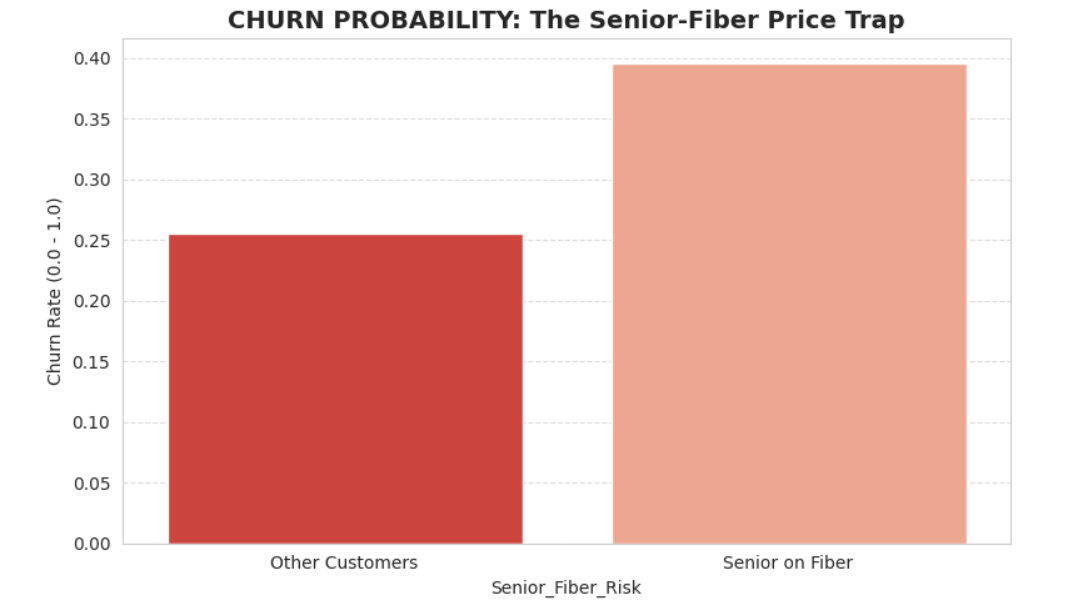 CHURN PROBABILITY: The Senior-Fiber Price Trap
Churn Rate (0.0 - 1.0)
0.40
0.35
0.30
0.25
0.20
0.15
0.10
0.05
0.00
Other Customers
Senior on Fiber
Senior_Fiber_Risk